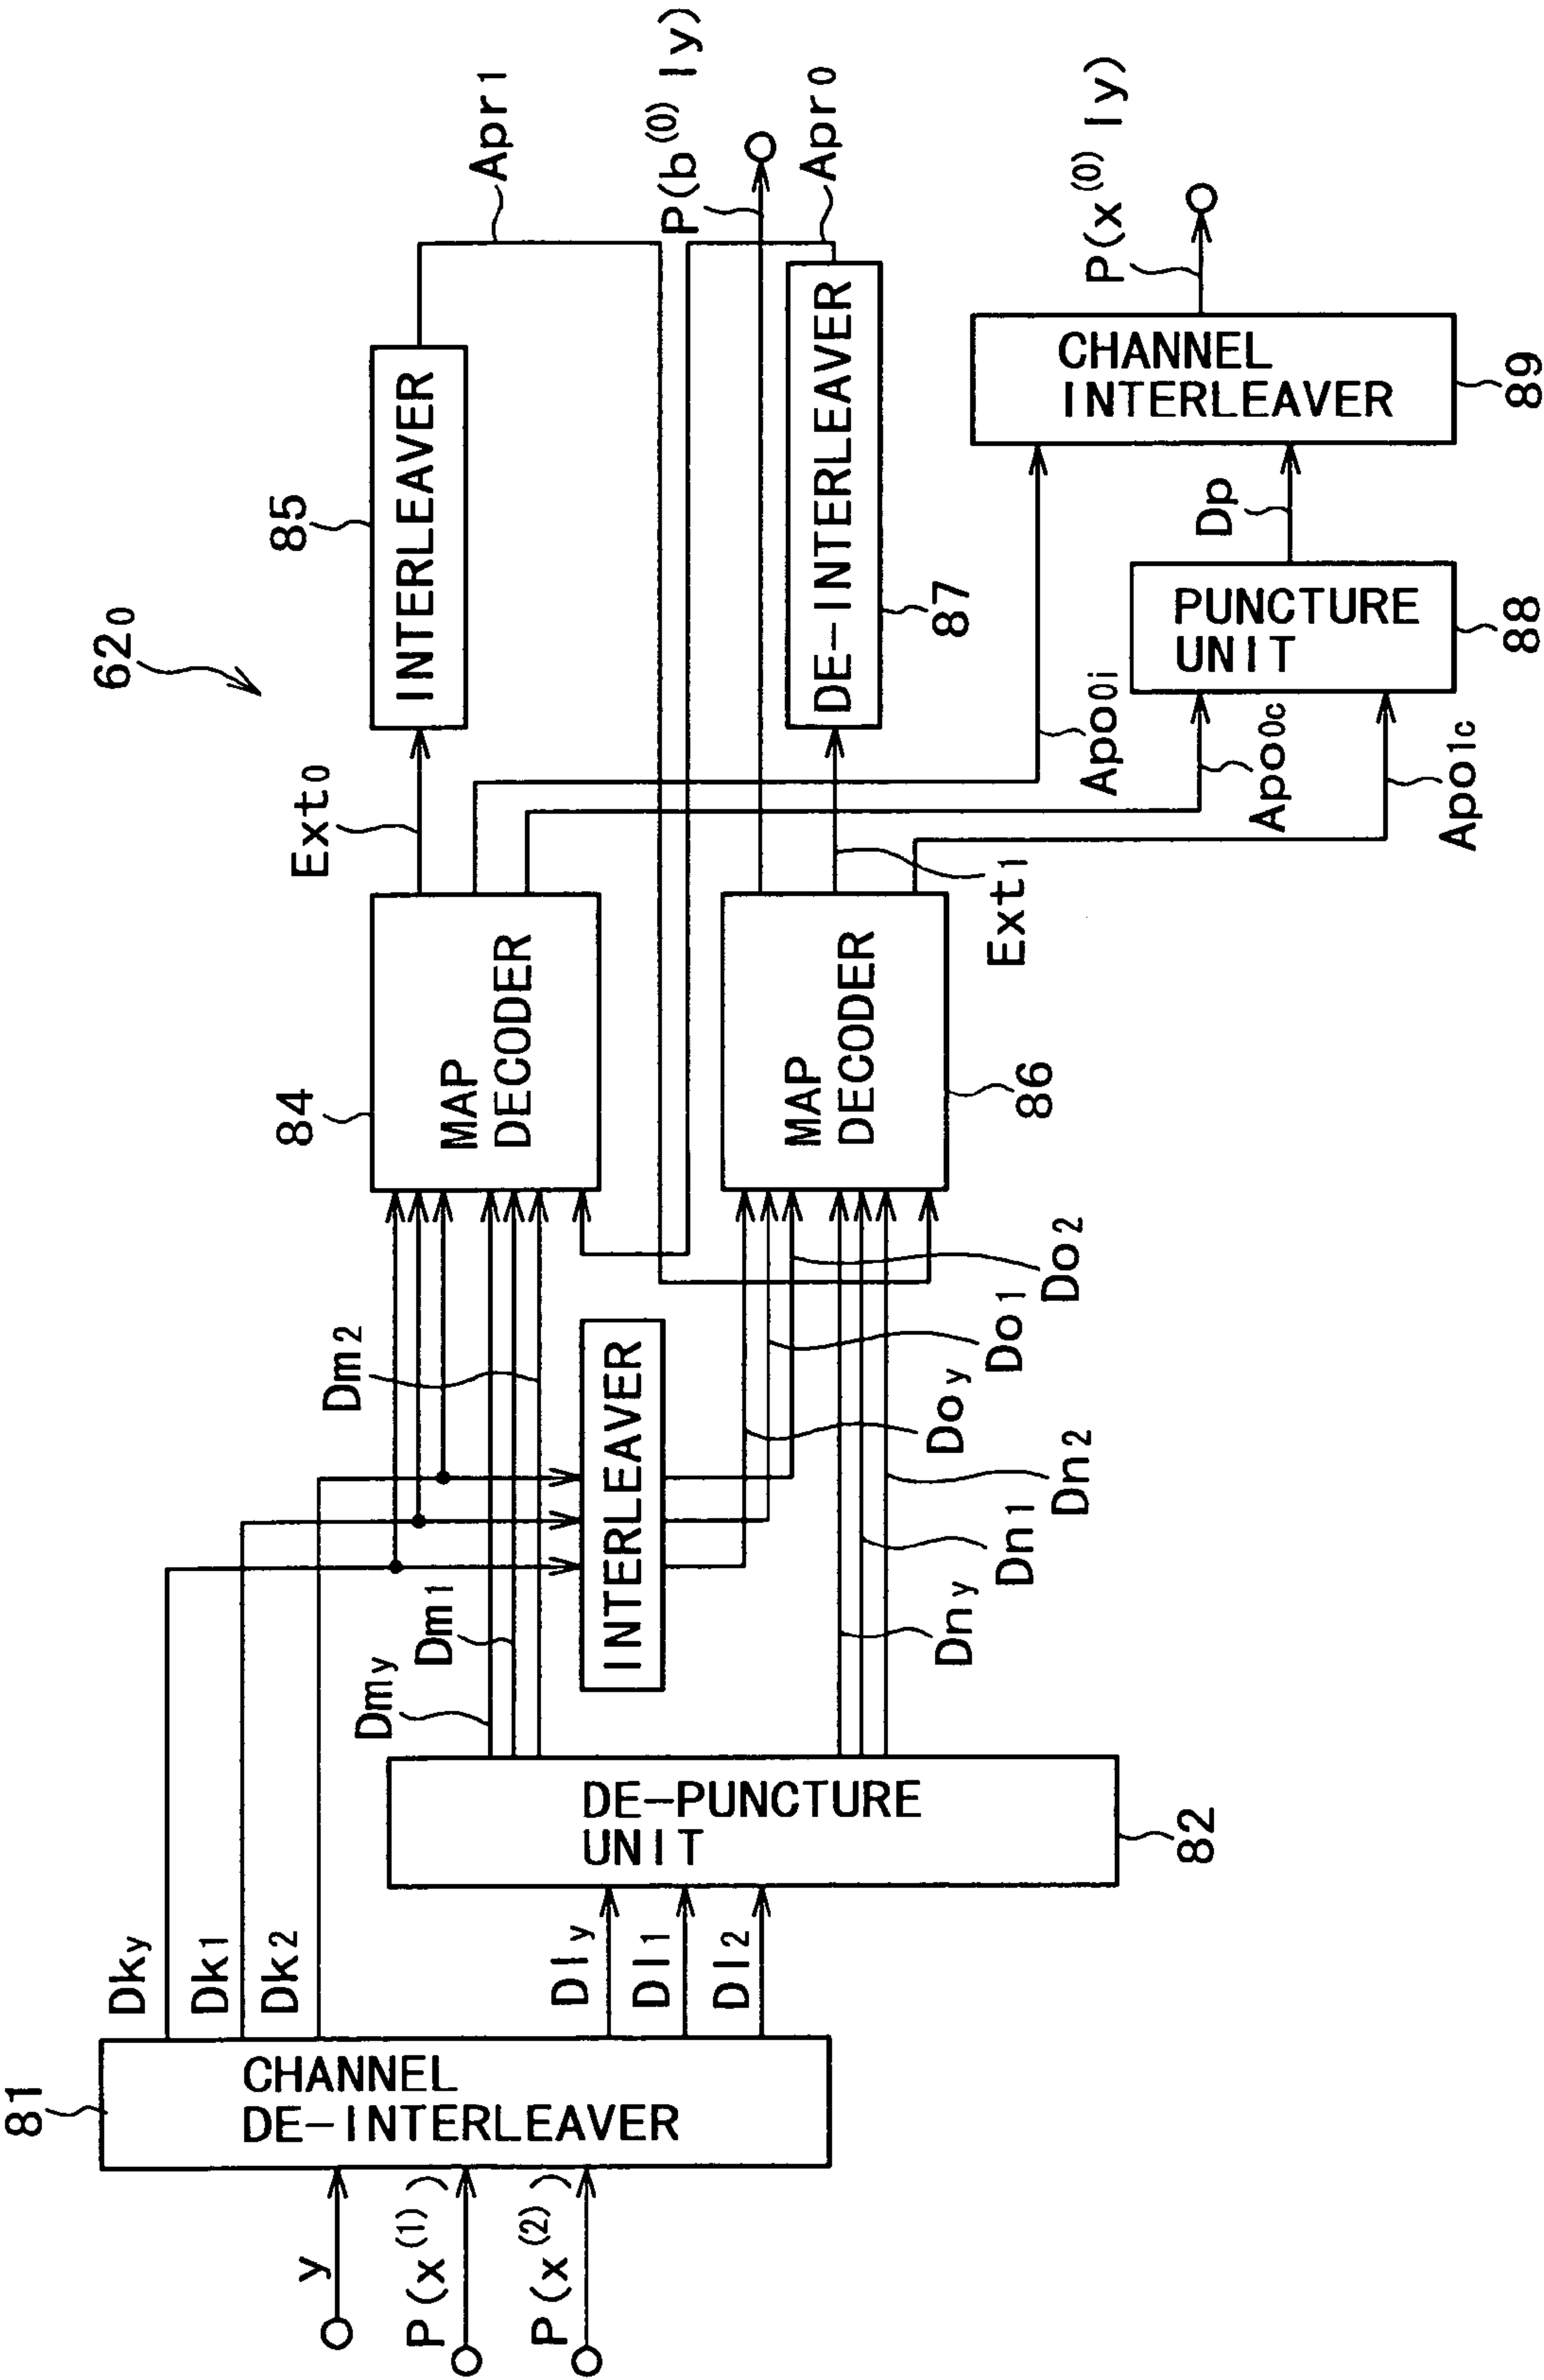 62₀
81
CHANNEL
DE-INTERLEAVER
y
P(x⁽¹⁾)
P(x⁽²⁾)
Dky
Dk1
Dk2
Dly
Dl1
Dl2
DE-PUNCTURE
UNIT
82
Dmy
Dm1
Dm2
INTERLEAVER
Dny
Dn1
Dn2
Doy
Do1
Do2
84
MAP
DECODER
MAP
DECODER
86
Ext0
Ext1
85
INTERLEAVER
Apr1
P(b⁽⁰⁾|y)
Apr0
DE-INTERLEAVER
87
Apo0i
Apo0c
Apo1c
PUNCTURE
UNIT
88
Dp
CHANNEL
INTERLEAVER
89
P(x⁽⁰⁾|y)